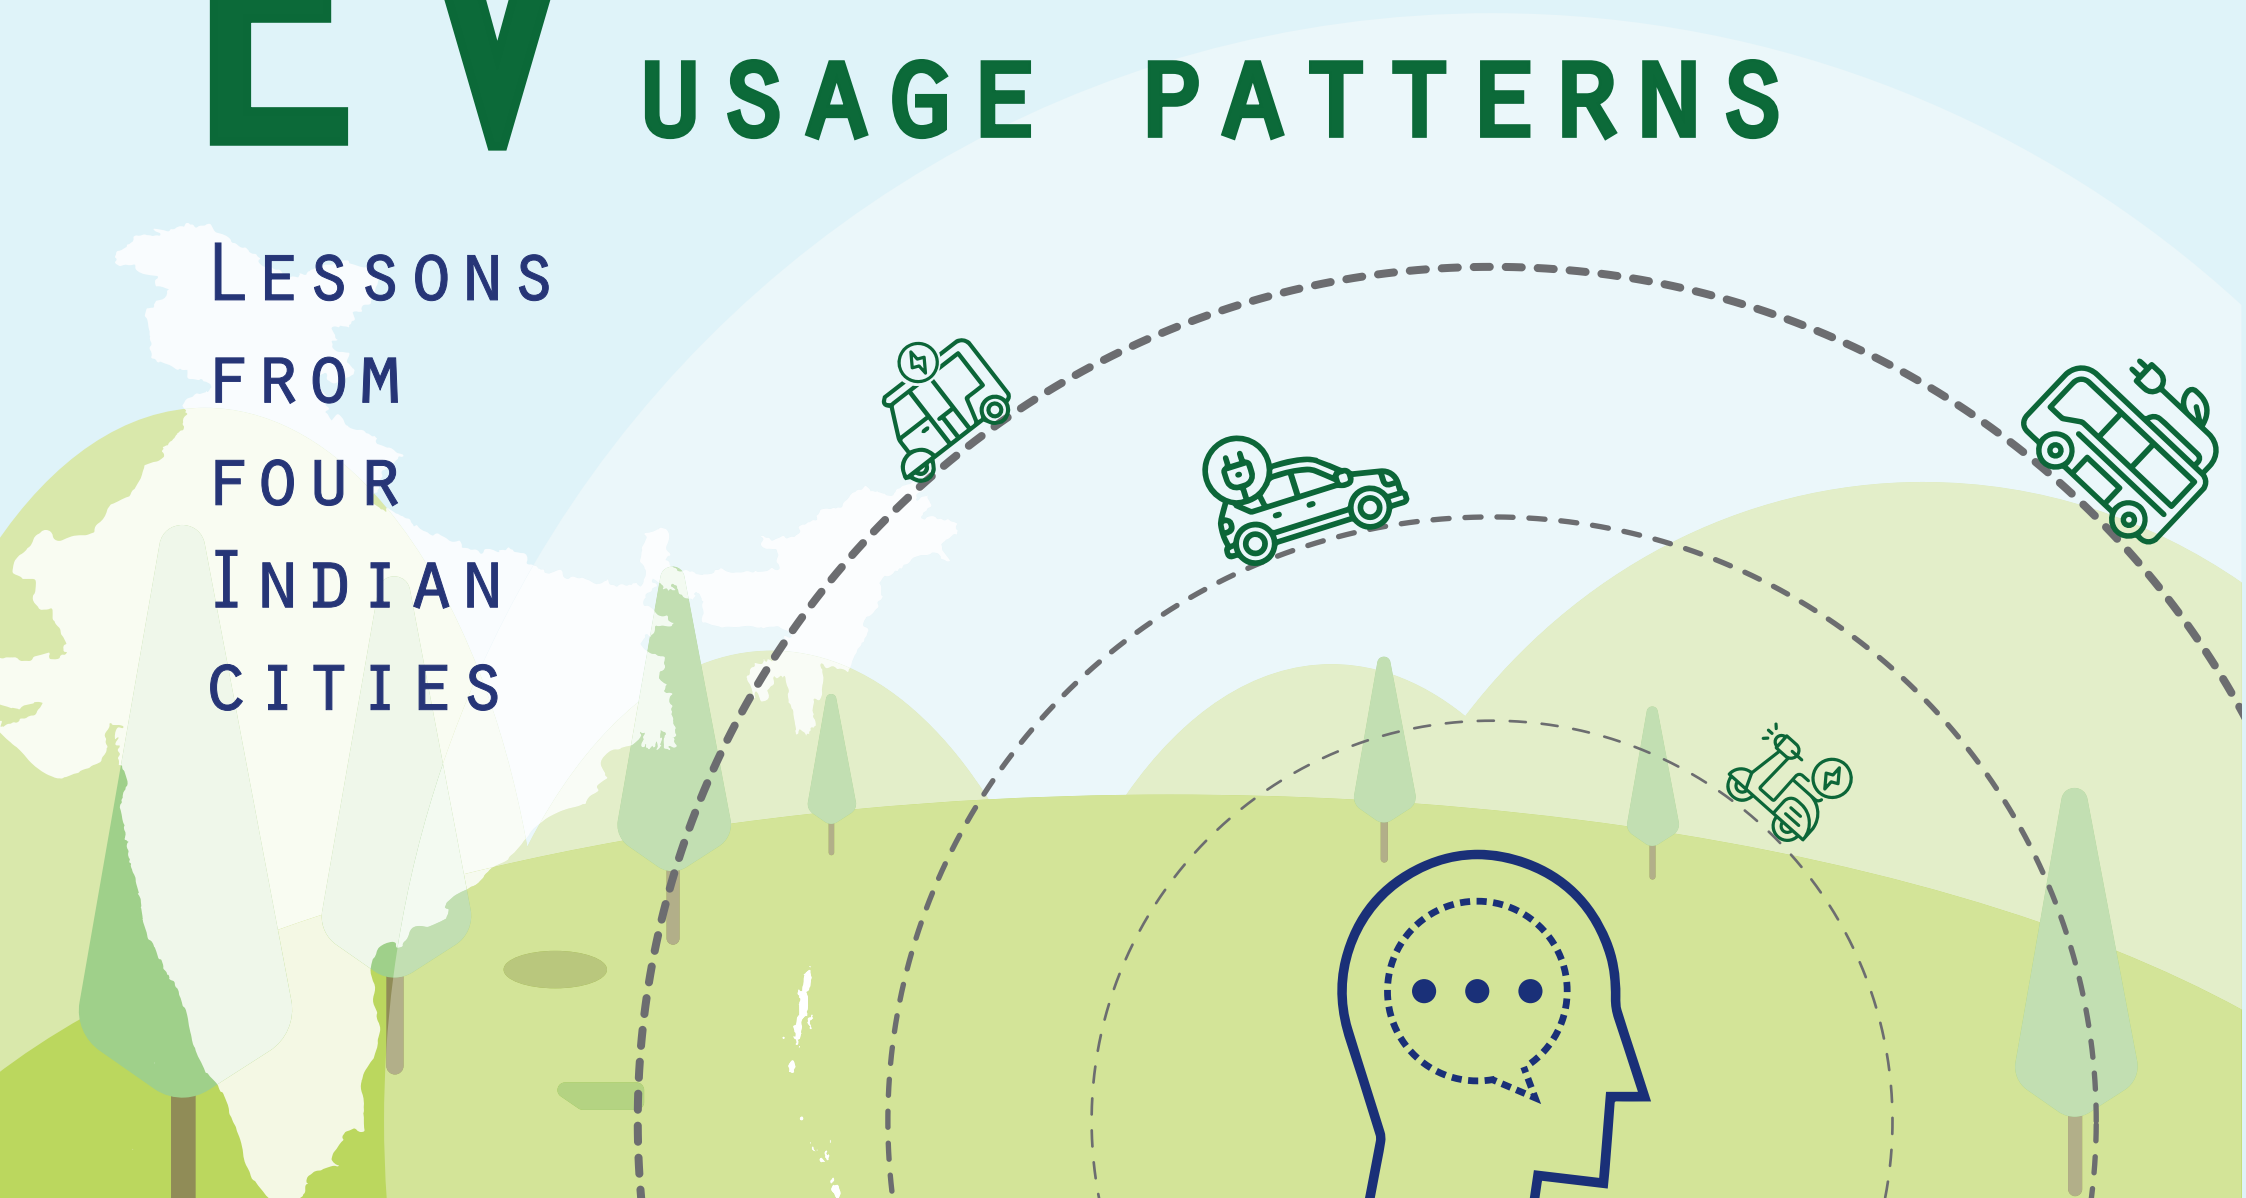 EV USAGE PATTERNS
LESSONS
FROM
FOUR
INDIAN
CITIES